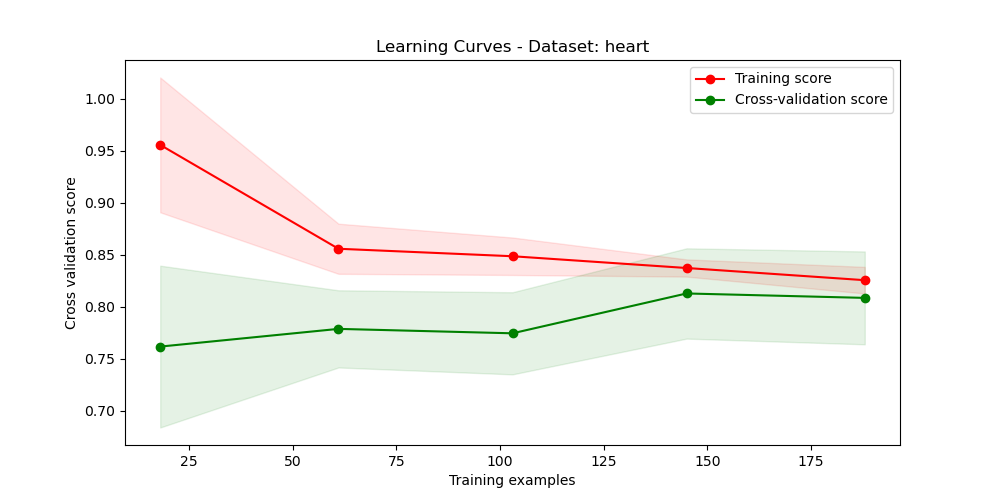 Learning Curves - Dataset: heart
Training score
Cross-validation score
Cross validation score
1.00
0.95
0.90
0.85
0.80
0.75
0.70
25 50 75 100 125 150 175
Training examples